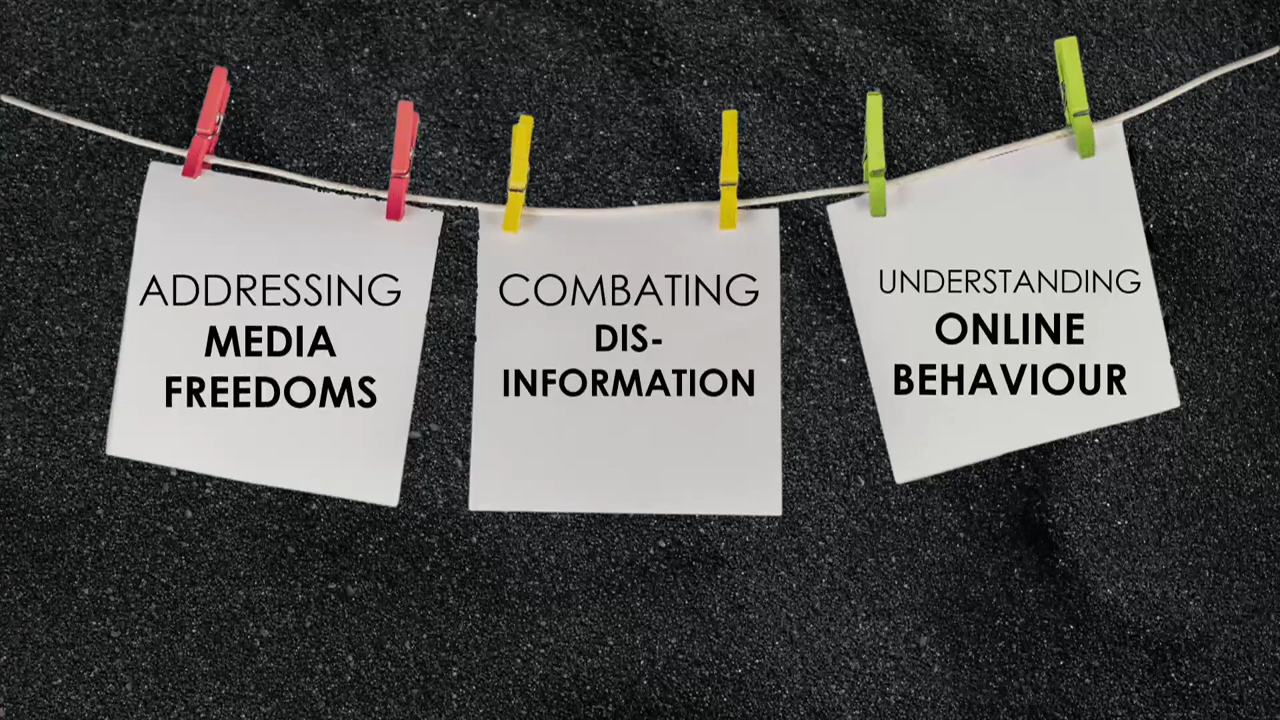 ADDRESSING
MEDIA
FREEDOMS
COMBATING
DIS-
INFORMATION
UNDERSTANDING
ONLINE
BEHAVIOUR